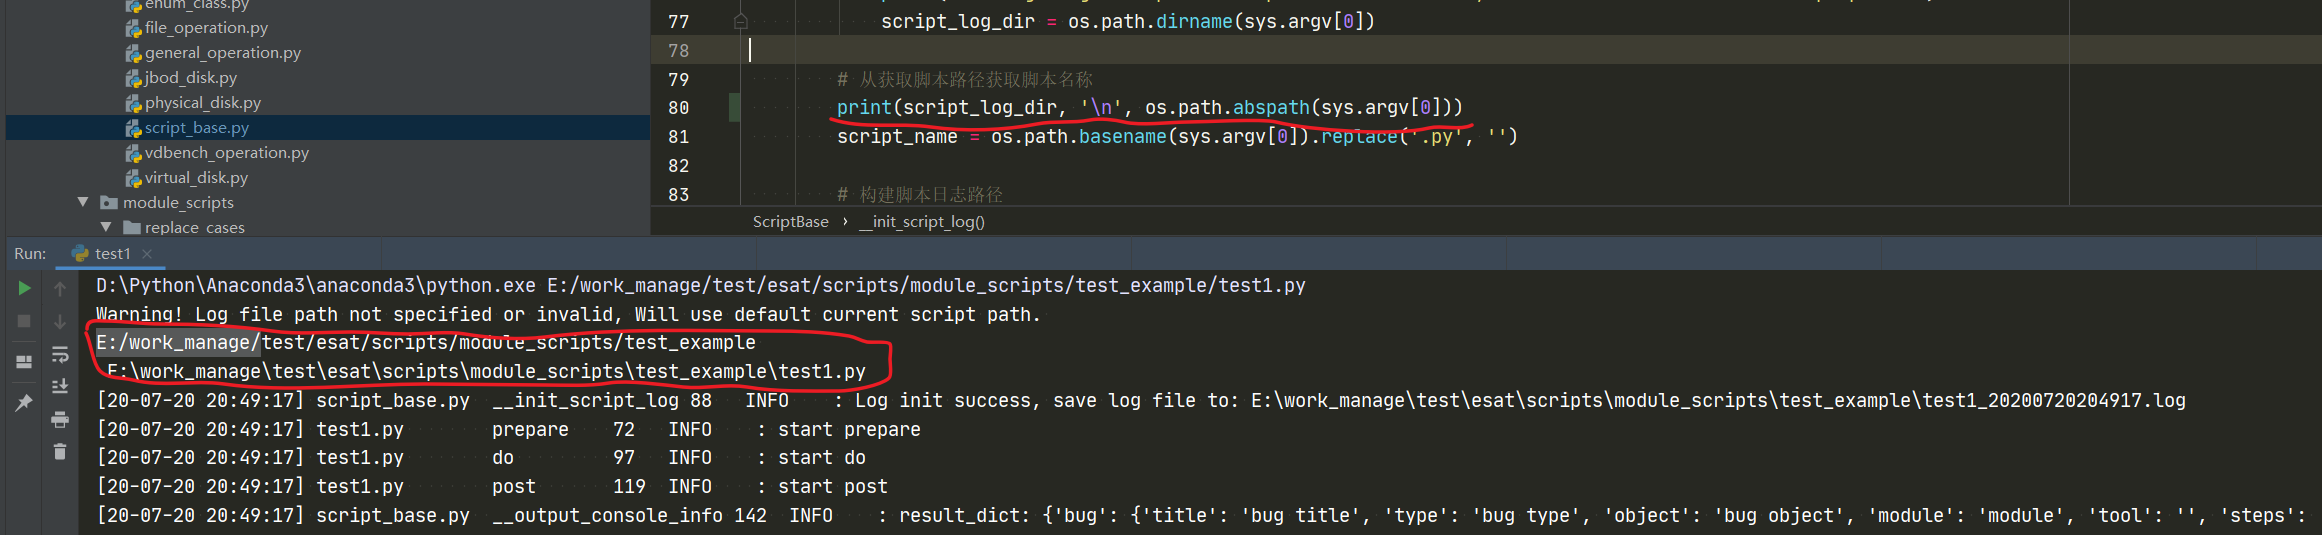 enum_class.py
file_operation.py
general_operation.py
jbod_disk.py
physical_disk.py
script_base.py
vdbench_operation.py
virtual_disk.py
module_scripts
replace_cases
77 script_log_dir = os.path.dirname(sys.argv[0])
78
79 # 从获取脚本路径获取脚本名称
80 print(script_log_dir, '\n', os.path.abspath(sys.argv[0]))
81 script_name = os.path.basename(sys.argv[0]).replace('.py', '')
82
83 # 构建脚本日志路径
ScriptBase › __init_script_log()
Run: test1 ×
D:\Python\Anaconda3\anaconda3\python.exe E:/work_manage/test/esat/scripts/module_scripts/test_example/test1.py
Warning! Log file path not specified or invalid, Will use default current script path.
E:/work_manage/test/esat/scripts/module_scripts/test_example
E:\work_manage\test\esat\scripts\module_scripts\test_example\test1.py
[20-07-20 20:49:17] script_base.py __init_script_log 88 INFO : Log init success, save log file to: E:\work_manage\test\esat\scripts\module_scripts\test_example\test1_20200720204917.log
[20-07-20 20:49:17] test1.py prepare 72 INFO : start prepare
[20-07-20 20:49:17] test1.py do 97 INFO : start do
[20-07-20 20:49:17] test1.py post 119 INFO : start post
[20-07-20 20:49:17] script_base.py __output_console_info 142 INFO : result_dict: {'bug': {'title': 'bug title', 'type': 'bug type', 'object': 'bug object', 'module': 'module', 'tool': '', 'steps':